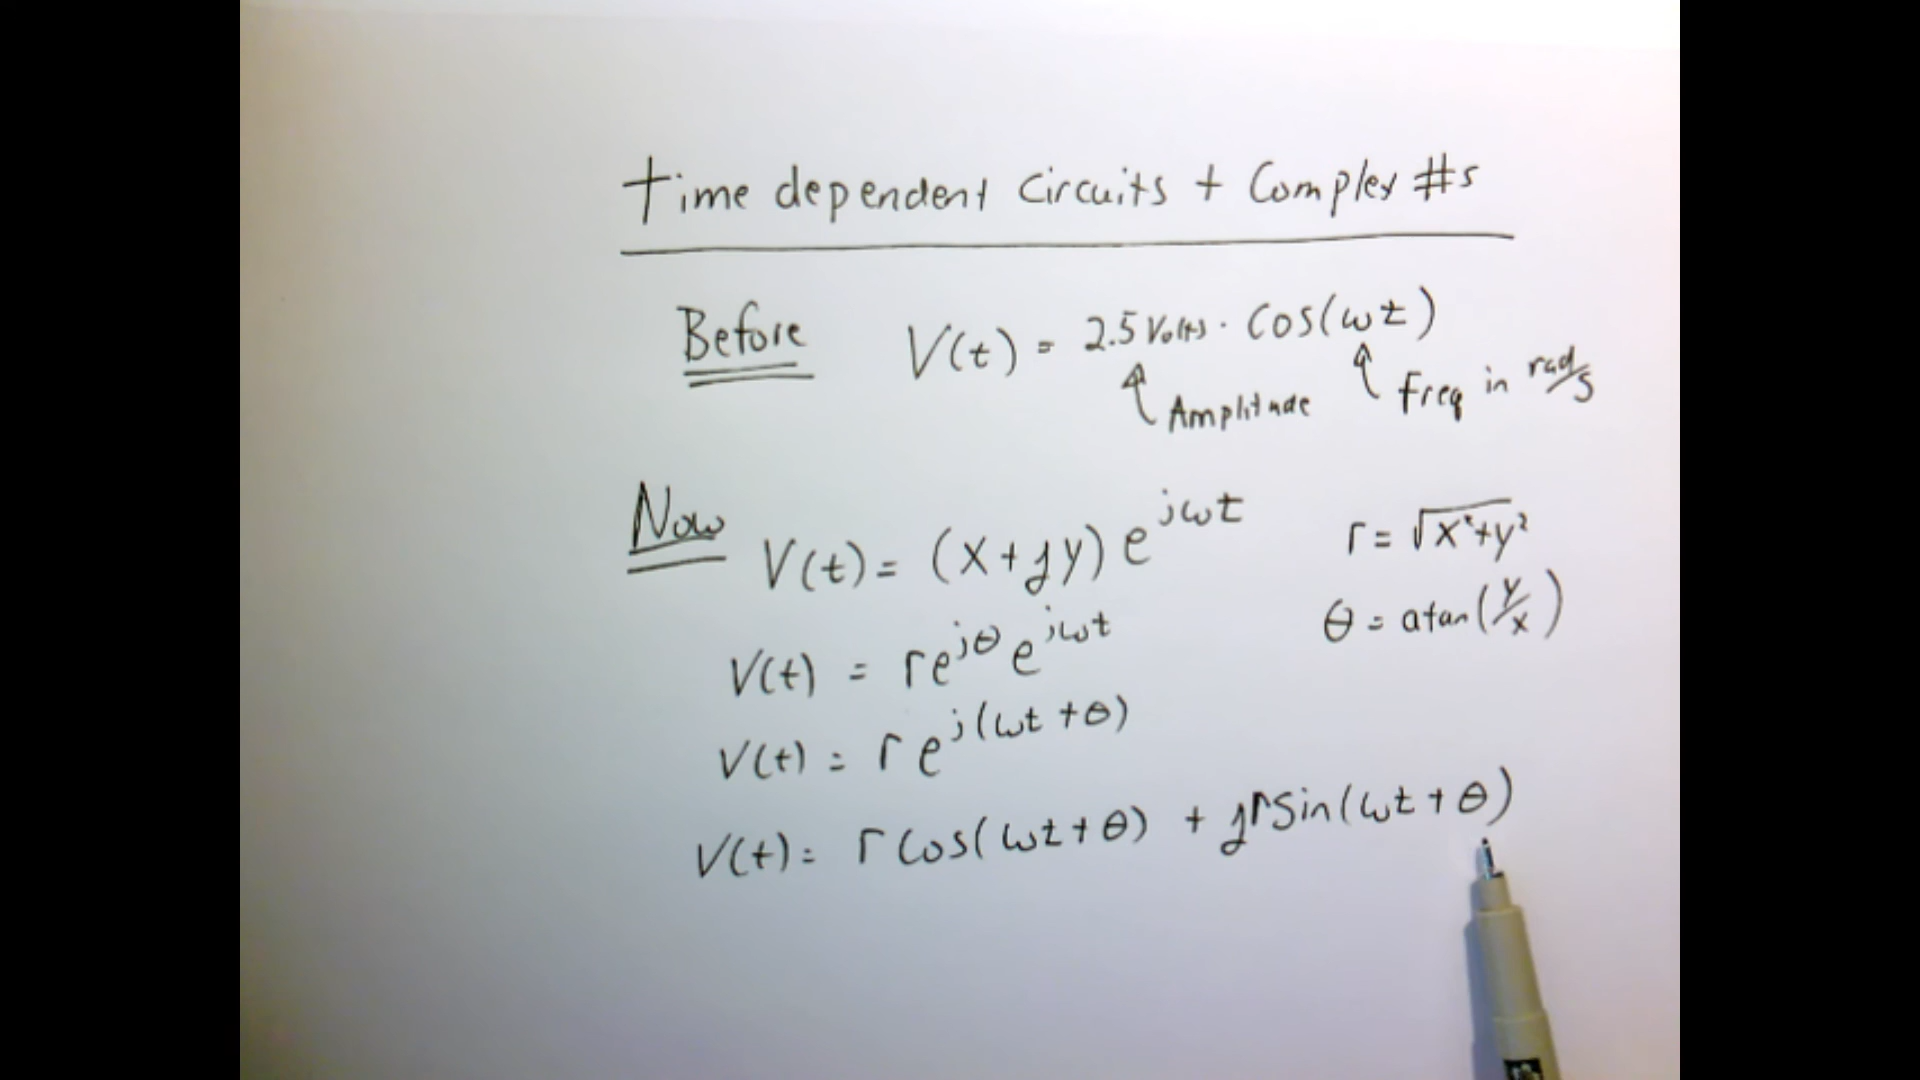 Time dependent Circuits + Complex #s
Before V(t) = 2.5 Volts · Cos(ωt)
Amplitude Freq in rad/s
Now V(t) = (x+jy) e^{jωt} r = √x²+y²
V(t) = re^{jθ} e^{jωt} θ = atan(y/x)
V(t) = r e^{j(ωt+θ)}
V(t) = r Cos(ωt+θ) + jr Sin(ωt+θ)